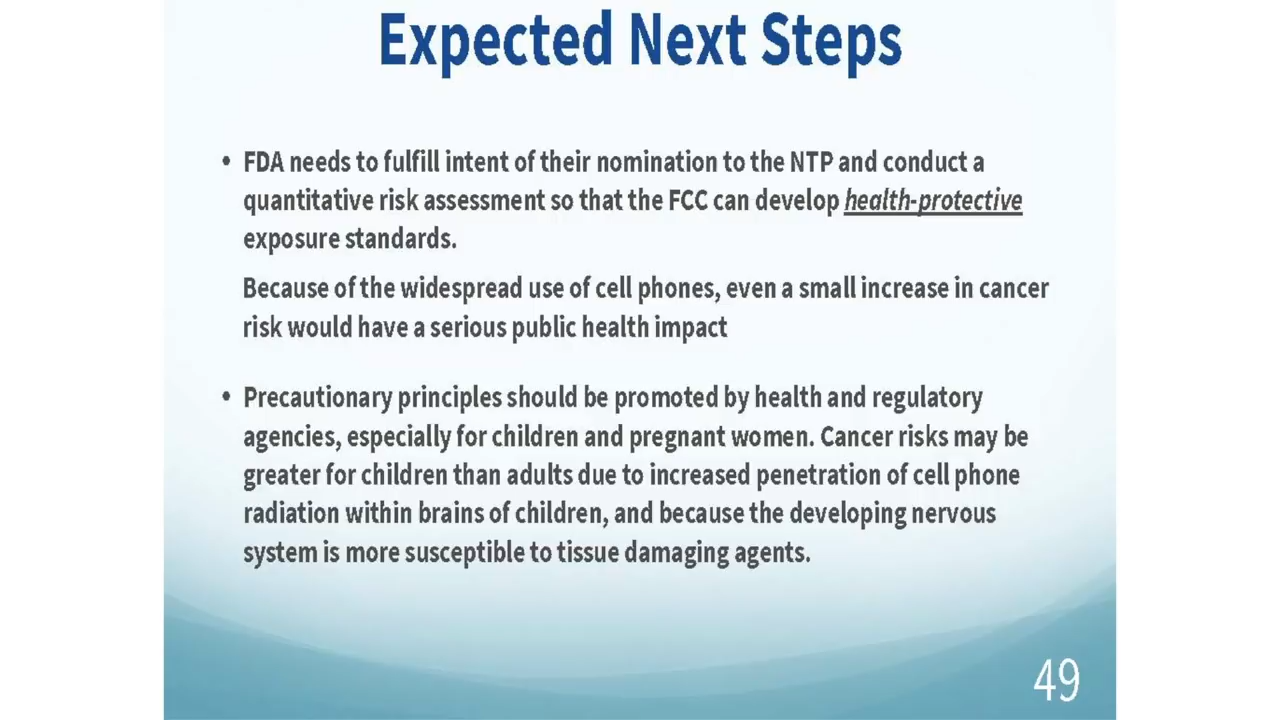 Expected Next Steps
• FDA needs to fulfill intent of their nomination to the NTP and conduct a
quantitative risk assessment so that the FCC can develop health-protective
exposure standards.
Because of the widespread use of cell phones, even a small increase in cancer
risk would have a serious public health impact
• Precautionary principles should be promoted by health and regulatory
agencies, especially for children and pregnant women. Cancer risks may be
greater for children than adults due to increased penetration of cell phone
radiation within brains of children, and because the developing nervous
system is more susceptible to tissue damaging agents.
49